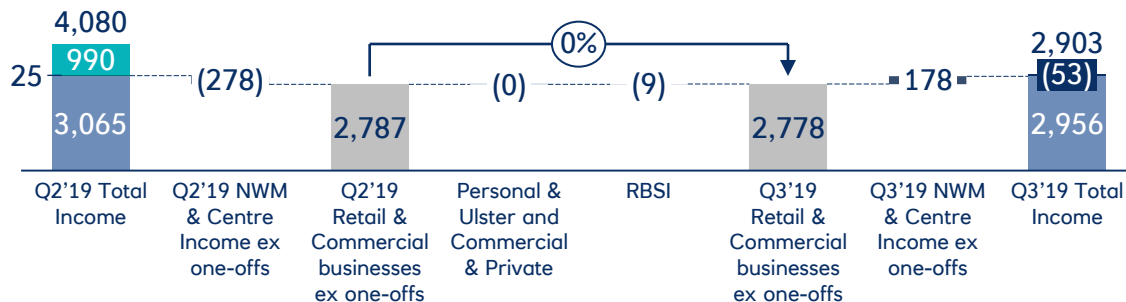 4,080
990
25
3,065
(278)
2,787
0%
(0)
(9)
2,778
178
2,903
(53)
2,956
Q2’19 Total
Income
Q2’19 NWM
& Centre
Income ex
one-offs
Q2’19
Retail &
Commercial
businesses
ex one-offs
Personal &
Ulster and
Commercial
& Private
RBSI
Q3’19
Retail &
Commercial
businesses
ex one-offs
Q3’19 NWM
& Centre
Income ex
one-offs
Q3’19 Total
Income